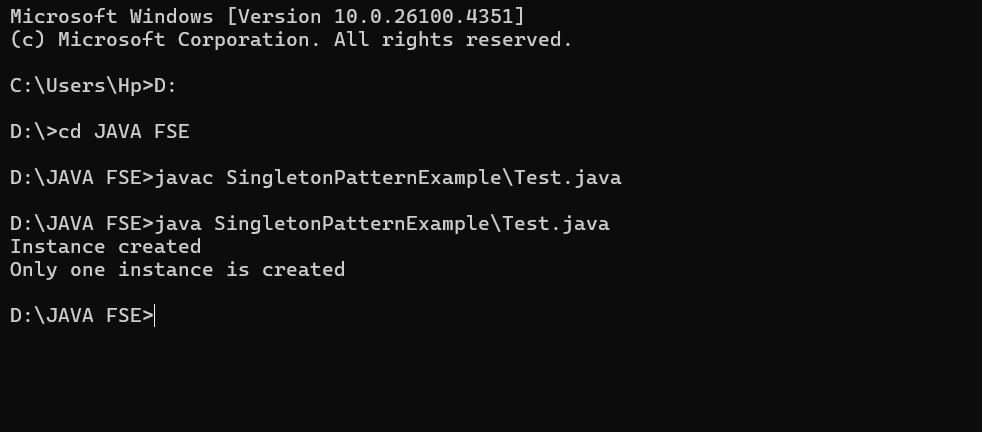 Microsoft Windows [Version 10.0.26100.4351]
(c) Microsoft Corporation. All rights reserved.
C:\Users\Hp>D:
D:\>cd JAVA FSE
D:\JAVA FSE>javac SingletonPatternExample\Test.java
D:\JAVA FSE>java SingletonPatternExample\Test.java
Instance created
Only one instance is created
D:\JAVA FSE>